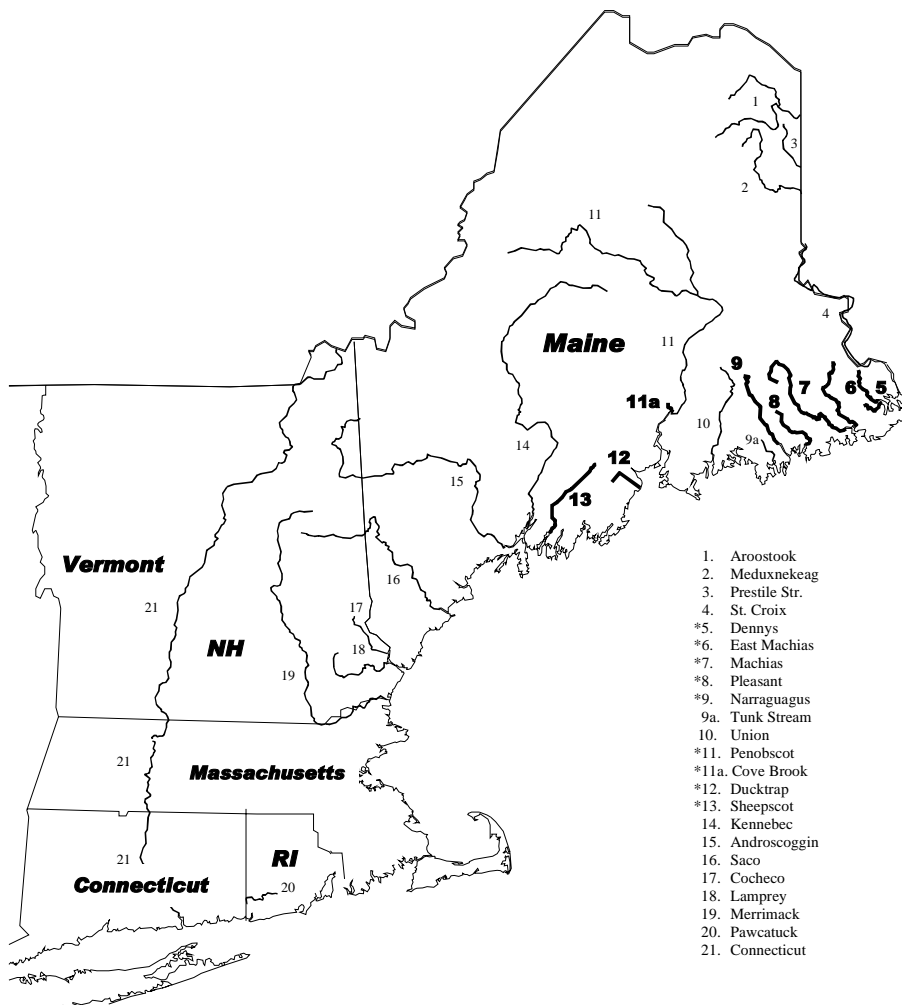 1
3
2
11
4
Maine
11
9
7
6
5
8
11a
10
9a
14
12
15
13
Vermont
16
21
17
NH
18
19
21
Massachusetts
21
RI
Connecticut
20
1. Aroostook
2. Meduxnekeag
3. Prestile Str.
4. St. Croix
*5. Dennys
*6. East Machias
*7. Machias
*8. Pleasant
*9. Narraguagus
9a. Tunk Stream
10. Union
*11. Penobscot
*11a. Cove Brook
*12. Ducktrap
*13. Sheepscot
14. Kennebec
15. Androscoggin
16. Saco
17. Cocheco
18. Lamprey
19. Merrimack
20. Pawcatuck
21. Connecticut